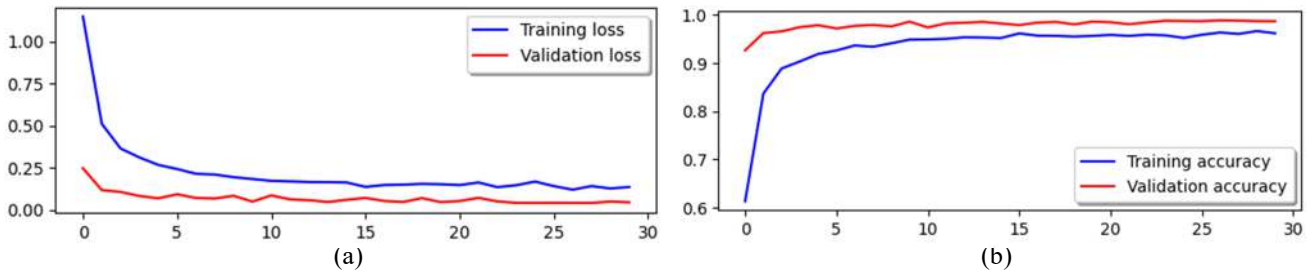 1.00
0.75
0.50
0.25
0.00
Training loss
Validation loss
0 5 10 15 20 25 30
(a)
1.0
0.9
0.8
0.7
0.6
Training accuracy
Validation accuracy
0 5 10 15 20 25 30
(b)